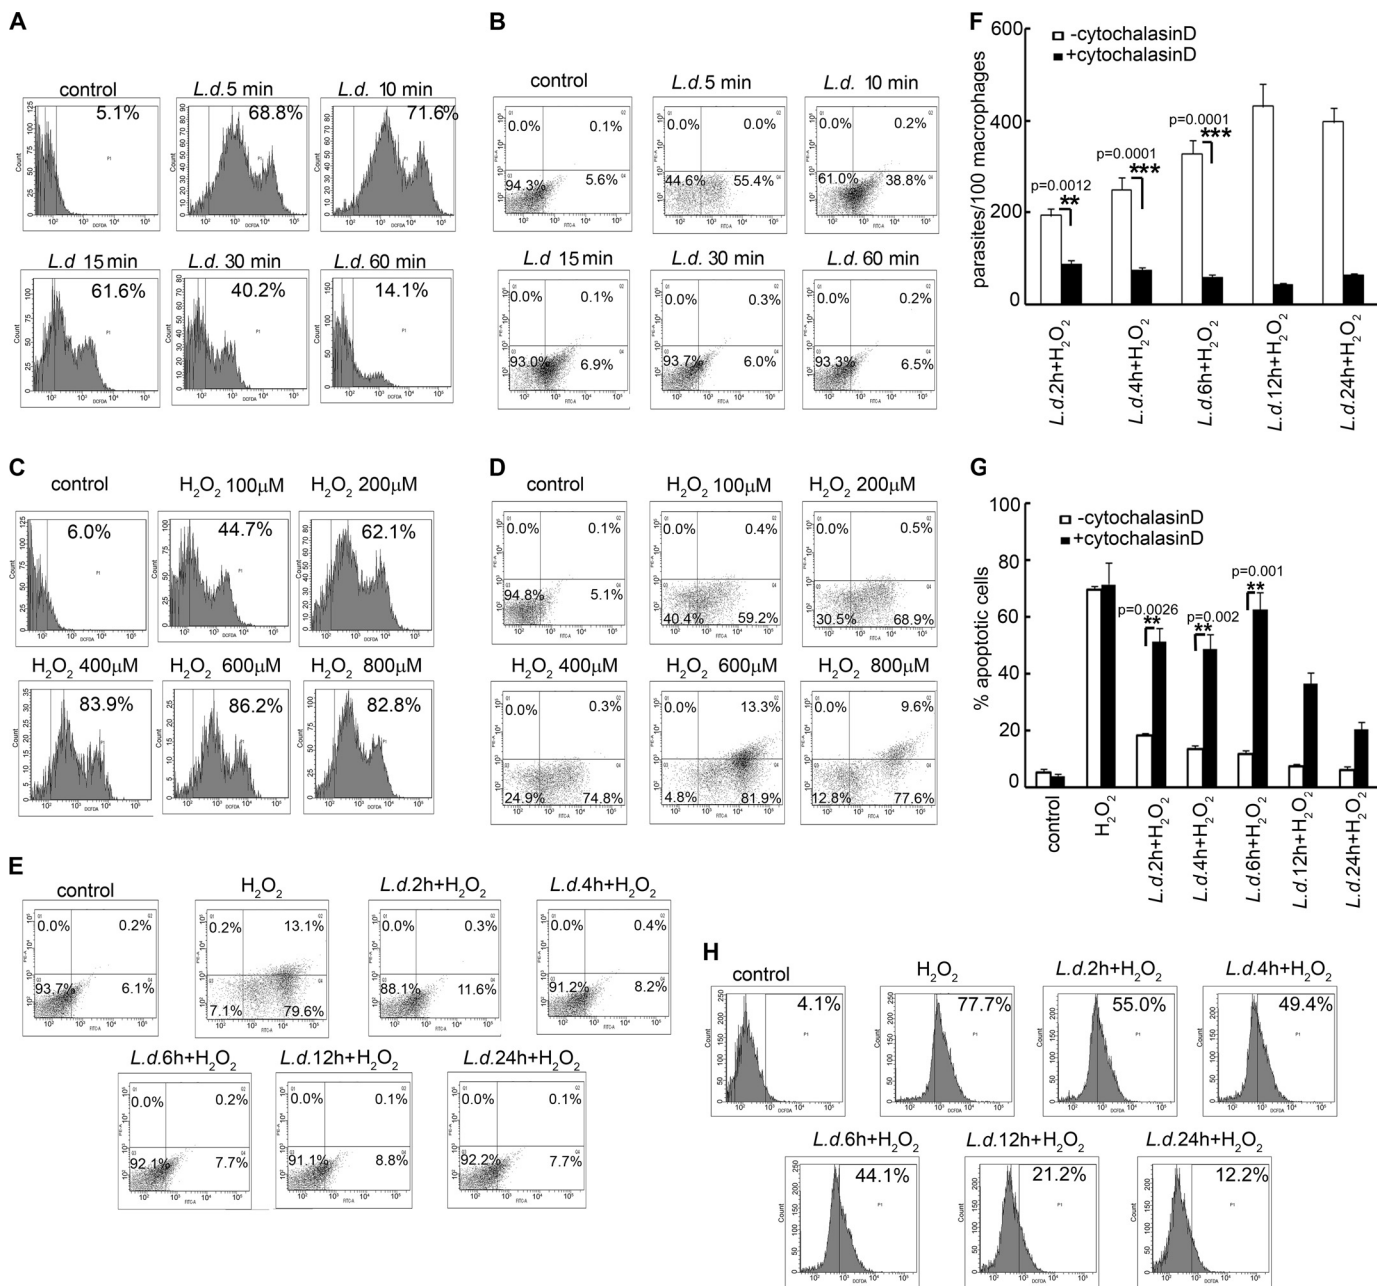 A
control
L.d. 5 min
L.d. 10 min
5.1%
68.8%
71.6%
L.d 15 min
L.d. 30 min
L.d. 60 min
61.6%
40.2%
14.1%
Count
DCFDA
P1
B
control
L.d. 5 min
L.d. 10 min
0.0% 0.1%
94.3% 5.6%
0.0% 0.0%
44.6% 55.4%
0.0% 0.2%
61.0% 38.8%
L.d 15 min
L.d. 30 min
L.d. 60 min
0.0% 0.1%
93.0% 6.9%
0.0% 0.3%
93.7% 6.0%
0.0% 0.2%
93.3% 6.5%
PE-A
FITC-A
C
control
H₂O₂ 100µM
H₂O₂ 200µM
6.0%
44.7%
62.1%
H₂O₂ 400µM
H₂O₂ 600µM
H₂O₂ 800µM
83.9%
86.2%
82.8%
Count
DCFDA
D
control
H₂O₂ 100µM
H₂O₂ 200µM
0.0% 0.1%
94.8% 5.1%
0.0% 0.4%
40.4% 59.2%
0.0% 0.5%
30.5% 68.9%
H₂O₂ 400µM
H₂O₂ 600µM
H₂O₂ 800µM
0.0% 0.3%
24.9% 74.8%
0.0% 13.3%
4.8% 81.9%
0.0% 9.6%
12.8% 77.6%
PE-A
FITC-A
E
control
H₂O₂
L.d.2h+H₂O₂
L.d.4h+H₂O₂
0.0% 0.2%
93.7% 6.1%
0.2% 13.1%
7.1% 79.6%
0.0% 0.3%
88.1% 11.6%
0.0% 0.4%
91.2% 8.2%
L.d.6h+H₂O₂
L.d.12h+H₂O₂
L.d.24h+H₂O₂
0.0% 0.2%
92.1% 7.7%
0.0% 0.1%
91.1% 8.8%
0.0% 0.1%
92.2% 7.7%
PE-A
FITC-A
F
600
400
200
0
parasites/100 macrophages
-cytochalasinD
+cytochalasinD
p=0.0012
**
p=0.0001
***
p=0.0001
***
L.d.2h+H₂O₂
L.d.4h+H₂O₂
L.d.6h+H₂O₂
L.d.12h+H₂O₂
L.d.24h+H₂O₂
G
100
80
60
40
20
0
% apoptotic cells
-cytochalasinD
+cytochalasinD
p=0.0026
**
p=0.002
**
p=0.001
**
control
H₂O₂
L.d.2h+H₂O₂
L.d.4h+H₂O₂
L.d.6h+H₂O₂
L.d.12h+H₂O₂
L.d.24h+H₂O₂
H
control
H₂O₂
L.d.2h+H₂O₂
L.d.4h+H₂O₂
4.1%
77.7%
55.0%
49.4%
L.d.6h+H₂O₂
L.d.12h+H₂O₂
L.d.24h+H₂O₂
44.1%
21.2%
12.2%
Count
DCFDA
P1